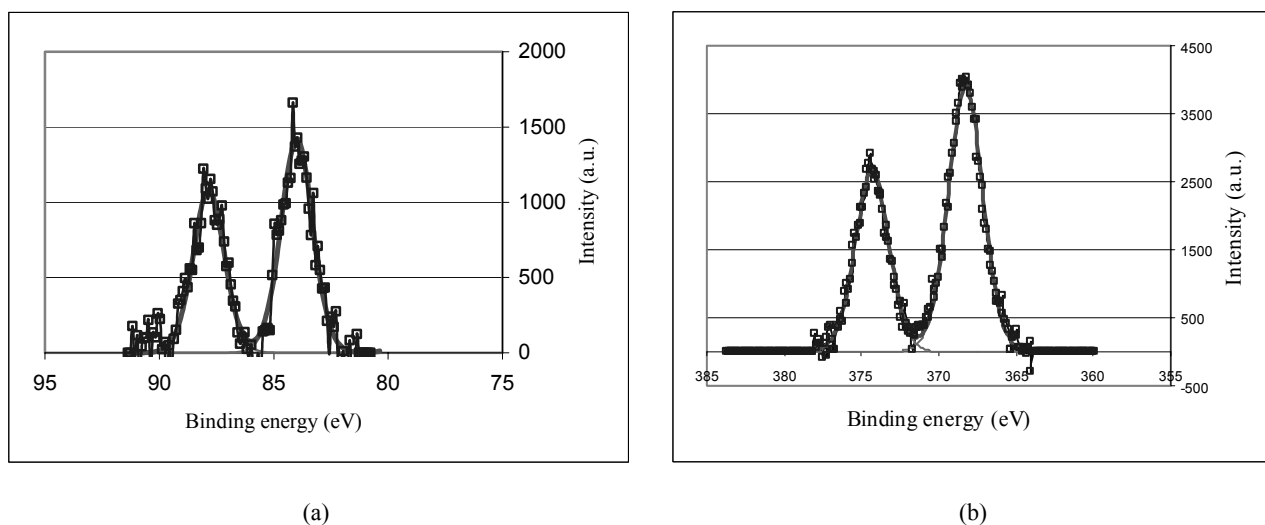 2000
1500
1000
500
0
95 90 85 80 75
Intensity (a.u.)
Binding energy (eV)
(a)
4500
3500
2500
1500
500
-500
385 380 375 370 365 360 355
Intensity (a.u.)
Binding energy (eV)
(b)